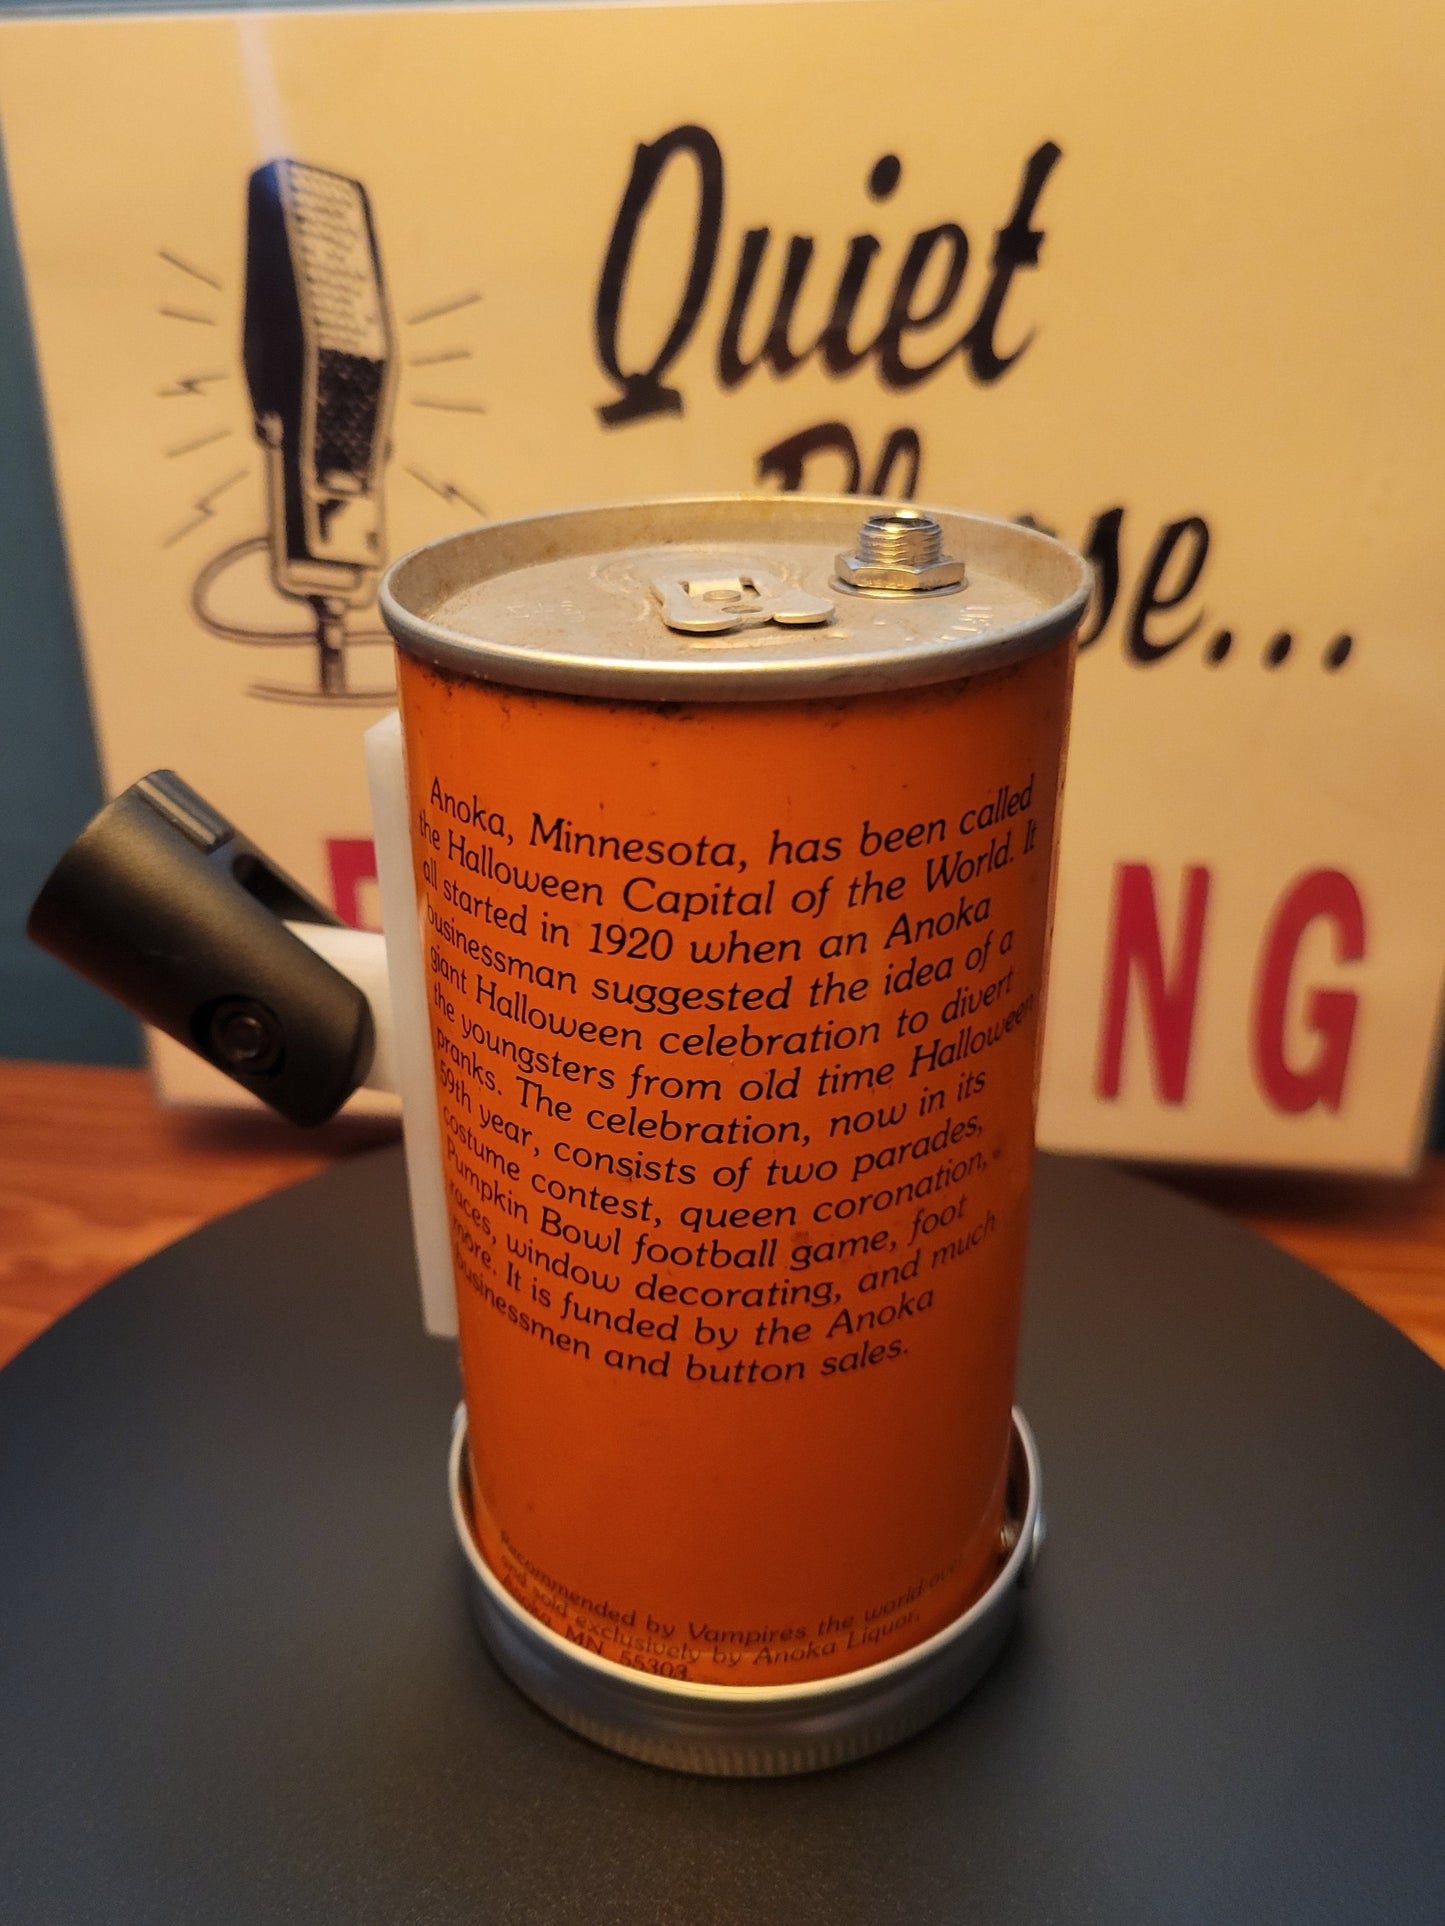 Quiet
NG
Anoka, Minnesota, has been called
the Halloween Capital of the World. It
all started in 1920 when an Anoka
businessman suggested the idea of a
giant Halloween celebration to divert
the youngsters from old time Halloween
pranks. The celebration, now in its
59th year, consists of two parades,
costume contest, queen coronation,
Pumpkin Bowl football game, foot
races, window decorating, and much
more. It is funded by the Anoka
businessmen and button sales.
Recommended by Vampires the world over
and sold exclusively by Anoka Liquor,
Anoka, MN 55303.